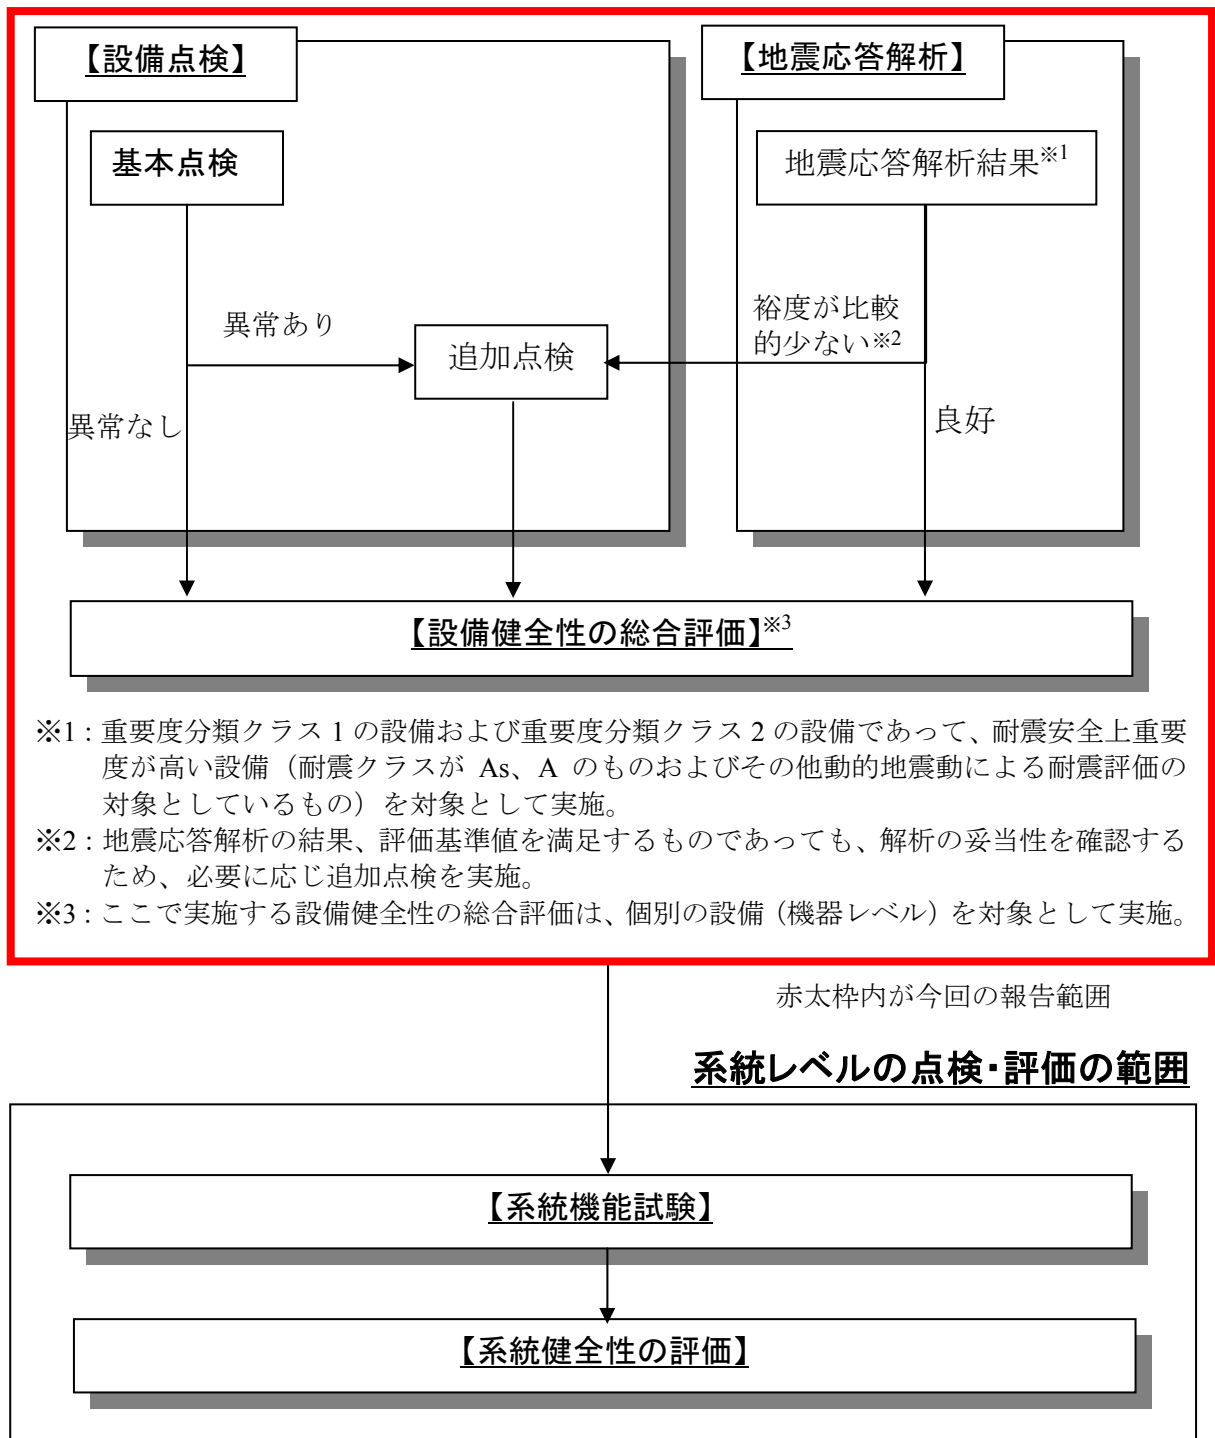 【設備点検】
【地震応答解析】
基本点検
地震応答解析結果※1
異常あり
裕度が比較
的少ない※2
追加点検
異常なし
良好
【設備健全性の総合評価】※3
※1：重要度分類クラス 1 の設備および重要度分類クラス 2 の設備であって、耐震安全上重要
度が高い設備（耐震クラスが As、A のものおよびその他動的地震動による耐震評価の
対象としているもの）を対象として実施。
※2：地震応答解析の結果、評価基準値を満足するものであっても、解析の妥当性を確認する
ため、必要に応じ追加点検を実施。
※3：ここで実施する設備健全性の総合評価は、個別の設備（機器レベル）を対象として実施。
赤太枠内が今回の報告範囲
系統レベルの点検・評価の範囲
【系統機能試験】
【系統健全性の評価】